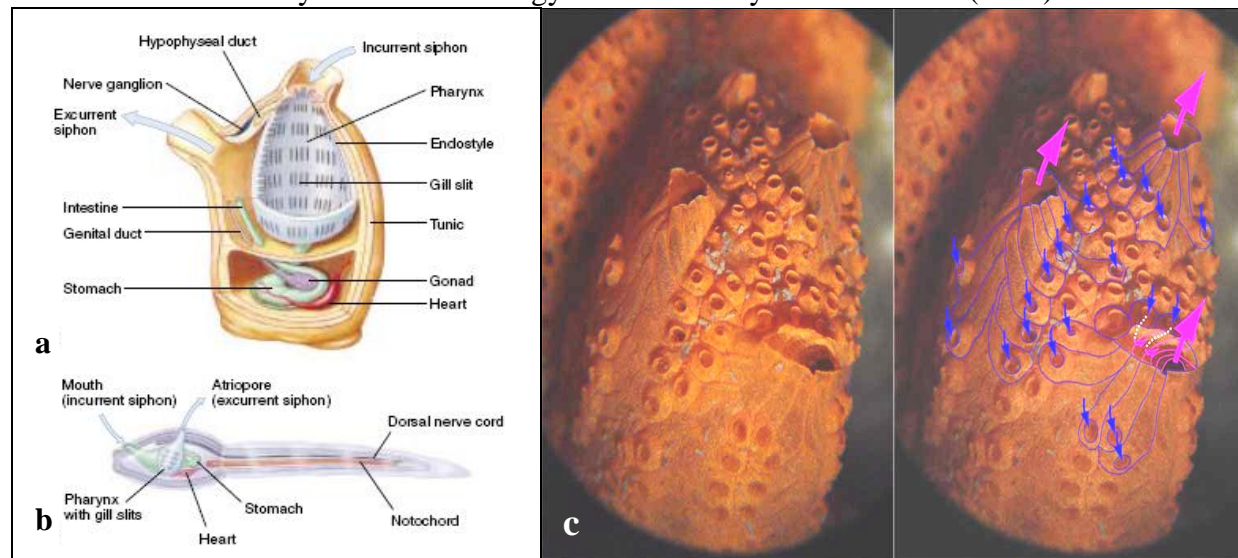 Hypophyseal duct
Incurrent siphon
Nerve ganglion
Pharynx
Excurrent
siphon
Endostyle
Gill slit
Intestine
Tunic
Genital duct
Gonad
Stomach
Heart
a
Mouth
(incurrent siphon)
Atriopore
(excurrent siphon)
Dorsal nerve cord
Pharynx
with gill slits
Stomach
Notochord
Heart
b
c